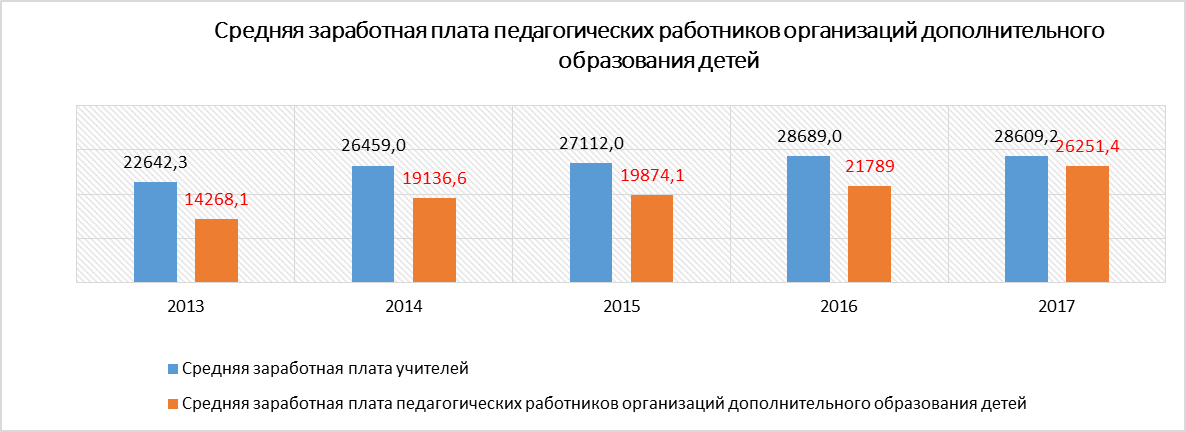 Средняя заработная плата педагогических работников организаций дополнительного
образования детей
22642,3
14268,1
26459,0
19136,6
27112,0
19874,1
28689,0
21789
28609,2
26251,4
2013 2014 2015 2016 2017
Средняя заработная плата учителей
Средняя заработная плата педагогических работников организаций дополнительного образования детей